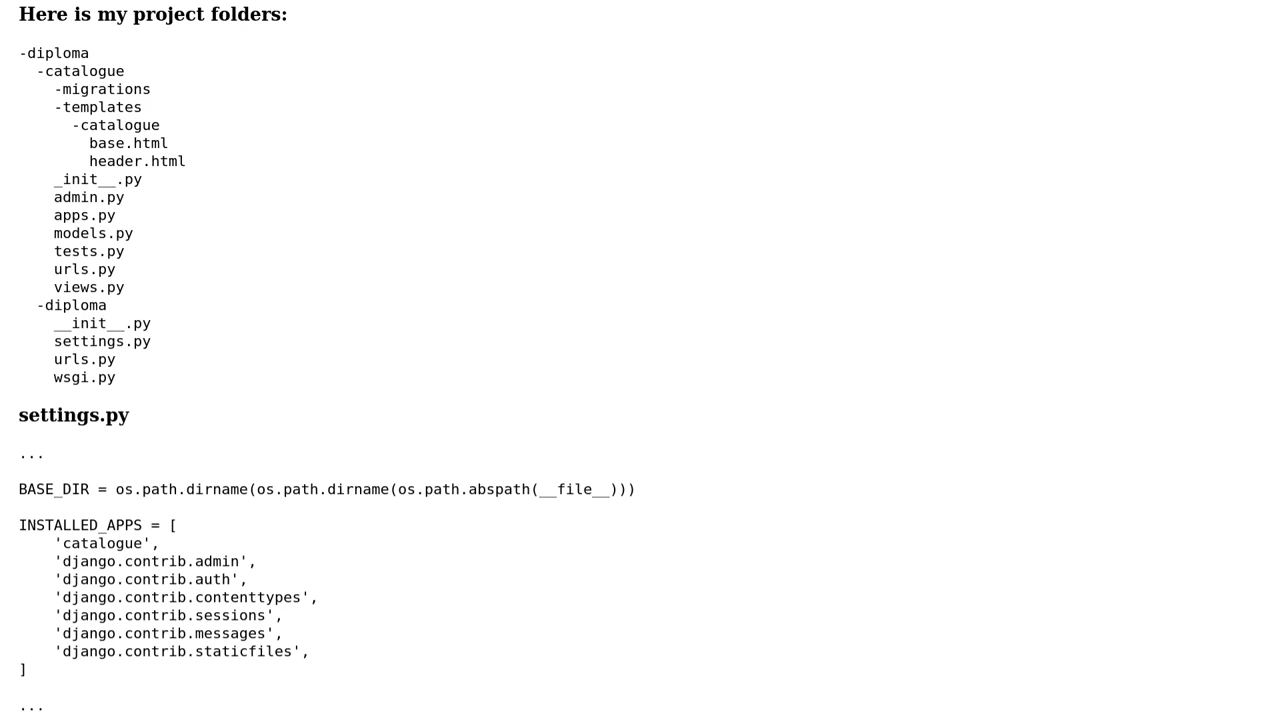 Here is my project folders:
-diploma
  -catalogue
    -migrations
    -templates
      -catalogue
        base.html
        header.html
    _init__.py
    admin.py
    apps.py
    models.py
    tests.py
    urls.py
    views.py
  -diploma
    __init__.py
    settings.py
    urls.py
    wsgi.py
settings.py
...
BASE_DIR = os.path.dirname(os.path.dirname(os.path.abspath(__file__)))
INSTALLED_APPS = [
    'catalogue',
    'django.contrib.admin',
    'django.contrib.auth',
    'django.contrib.contenttypes',
    'django.contrib.sessions',
    'django.contrib.messages',
    'django.contrib.staticfiles',
]
...